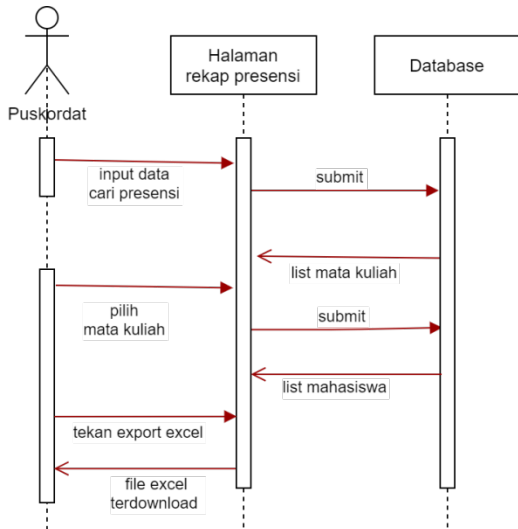 Halaman
rekap presensi
Database
Puskordat
input data
cari presensi
submit
list mata kuliah
pilih
mata kuliah
submit
list mahasiswa
tekan export excel
file excel
terdownload